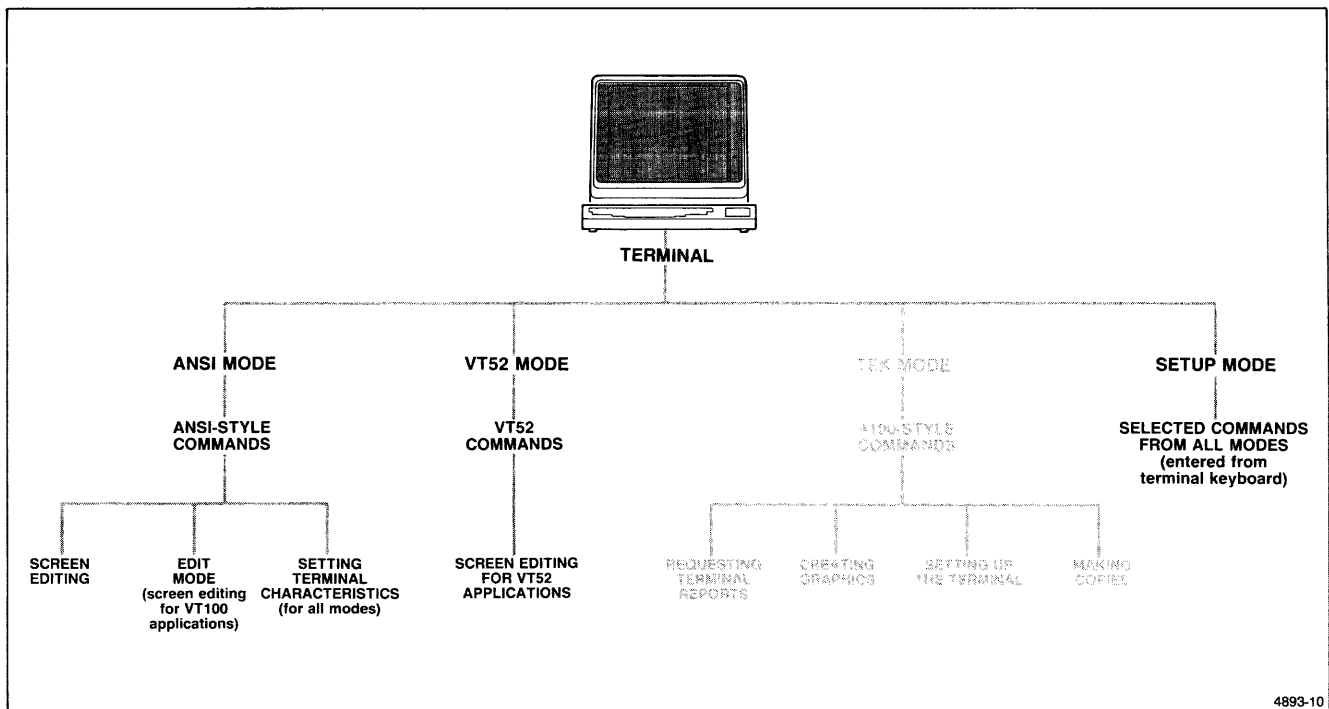 TERMINAL
ANSI MODE
VT52 MODE
TEK MODE
SETUP MODE
ANSI-STYLE
COMMANDS
VT52
COMMANDS
4100-STYLE
COMMANDS
SELECTED COMMANDS
FROM ALL MODES
(entered from
terminal keyboard)
SCREEN
EDITING
EDIT
MODE
(screen editing
for VT100
applications)
SETTING
TERMINAL
CHARACTERISTICS
(for all modes)
SCREEN EDITING
FOR VT52
APPLICATIONS
REQUESTING
TERMINAL
REPORTS
CREATING
GRAPHICS
SETTING UP
THE TERMINAL
MAKING
COPIES
4893-10